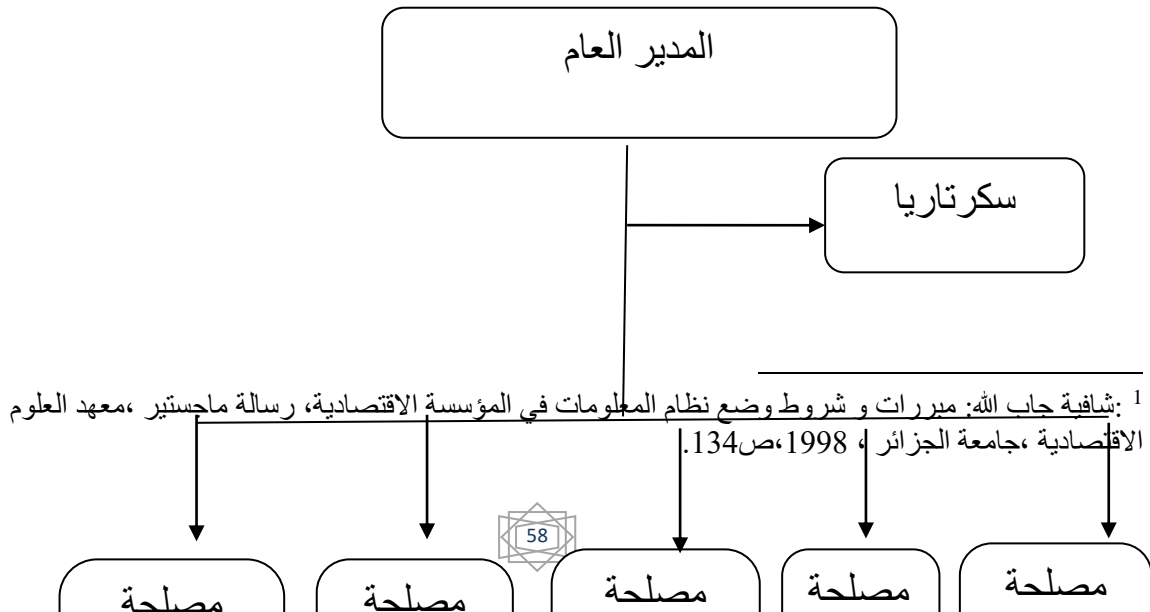 المدير العام
سكرتاريا
1 :شافية جاب الله: مبررات و شروط وضع نظام المعلومات في المؤسسة الاقتصادية، رسالة ماجستير ،معهد العلوم
الاقتصادية ،جامعة الجزائر ، 1998،ص134.
58
مصلحة
مصلحة
مصلحة
مصلحة
مصلحة